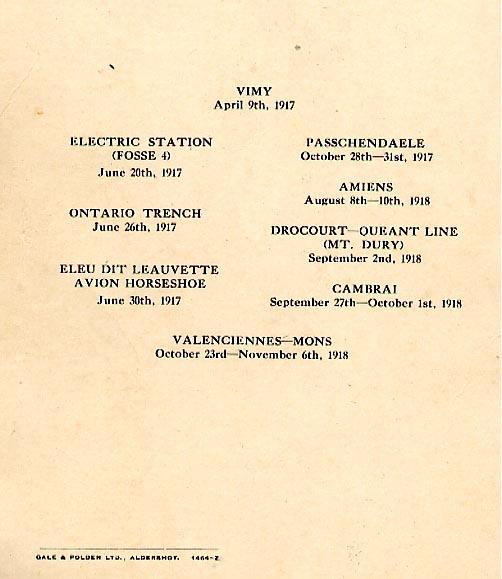 VIMY
April 9th, 1917
ELECTRIC STATION
(FOSSE 4)
June 20th, 1917
ONTARIO TRENCH
June 26th, 1917
ELEU DIT LEAUVETTE
AVION HORSESHOE
June 30th, 1917
PASSCHENDAELE
October 28th—31st, 1917
AMIENS
August 8th—10th, 1918
DROCOURT—QUEANT LINE
(MT. DURY)
September 2nd, 1918
CAMBRAI
September 27th—October 1st, 1918
VALENCIENNES—MONS
October 23rd—November 6th, 1918
GALE & POLDEN LTD., ALDERSHOT. 1464-Z